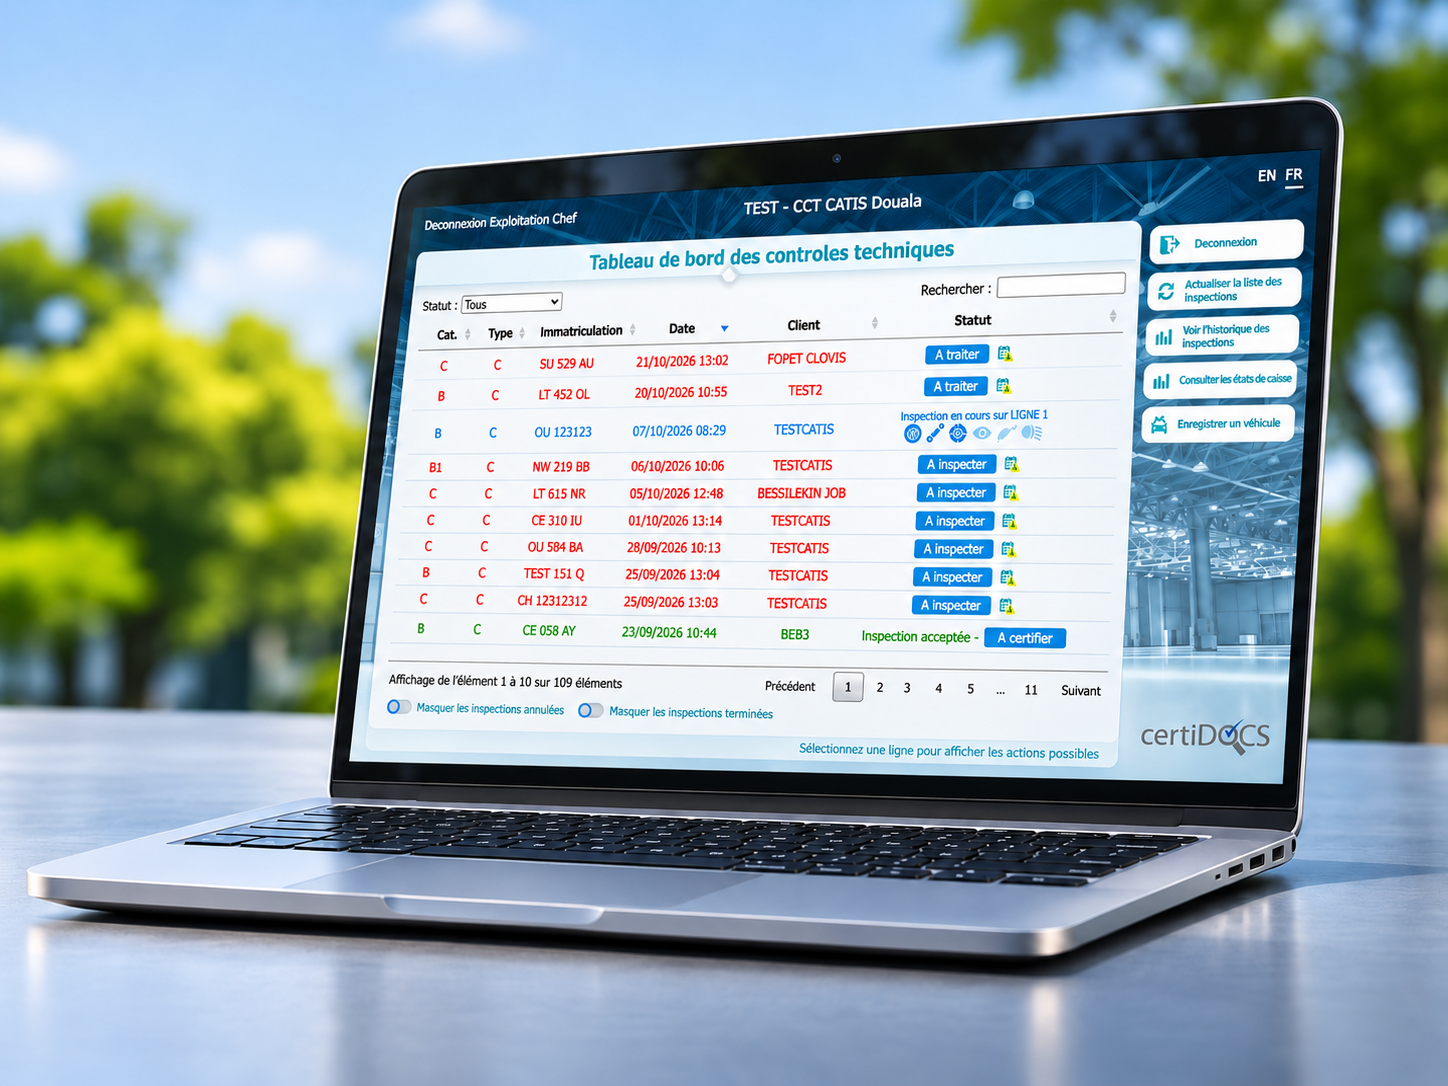 EN FR
Deconnexion Exploitation Chef
TEST - CCT CATIS Douala
Tableau de bord des controles techniques
Statut : Tous
Rechercher :
Cat. Type Immatriculation Date Client Statut
C C SU 529 AU 21/10/2026 13:02 FOPET CLOVIS A traiter
B C LT 452 OL 20/10/2026 10:55 TEST2 A traiter
B C OU 123123 07/10/2026 08:29 TESTCATIS Inspection en cours sur LIGNE 1
B1 C NW 219 BB 06/10/2026 10:06 TESTCATIS A inspecter
C C LT 615 NR 05/10/2026 12:48 BESSILEKIN JOB A inspecter
C C CE 310 IU 01/10/2026 13:14 TESTCATIS A inspecter
C C OU 584 BA 28/09/2026 10:13 TESTCATIS A inspecter
B C TEST 151 Q 25/09/2026 13:04 TESTCATIS A inspecter
C C CH 12312312 25/09/2026 13:03 TESTCATIS A inspecter
B C CE 058 AY 23/09/2026 10:44 BEB3 Inspection acceptée - A certifier
Affichage de l'élément 1 à 10 sur 109 éléments
Précédent 1 2 3 4 5 ... 11 Suivant
Masquer les inspections annulées Masquer les inspections terminées
Sélectionnez une ligne pour afficher les actions possibles
Deconnexion
Actualiser la liste des
inspections
Voir l'historique des
inspections
Consulter les états de caisse
Enregistrer un véhicule
certiDOCS